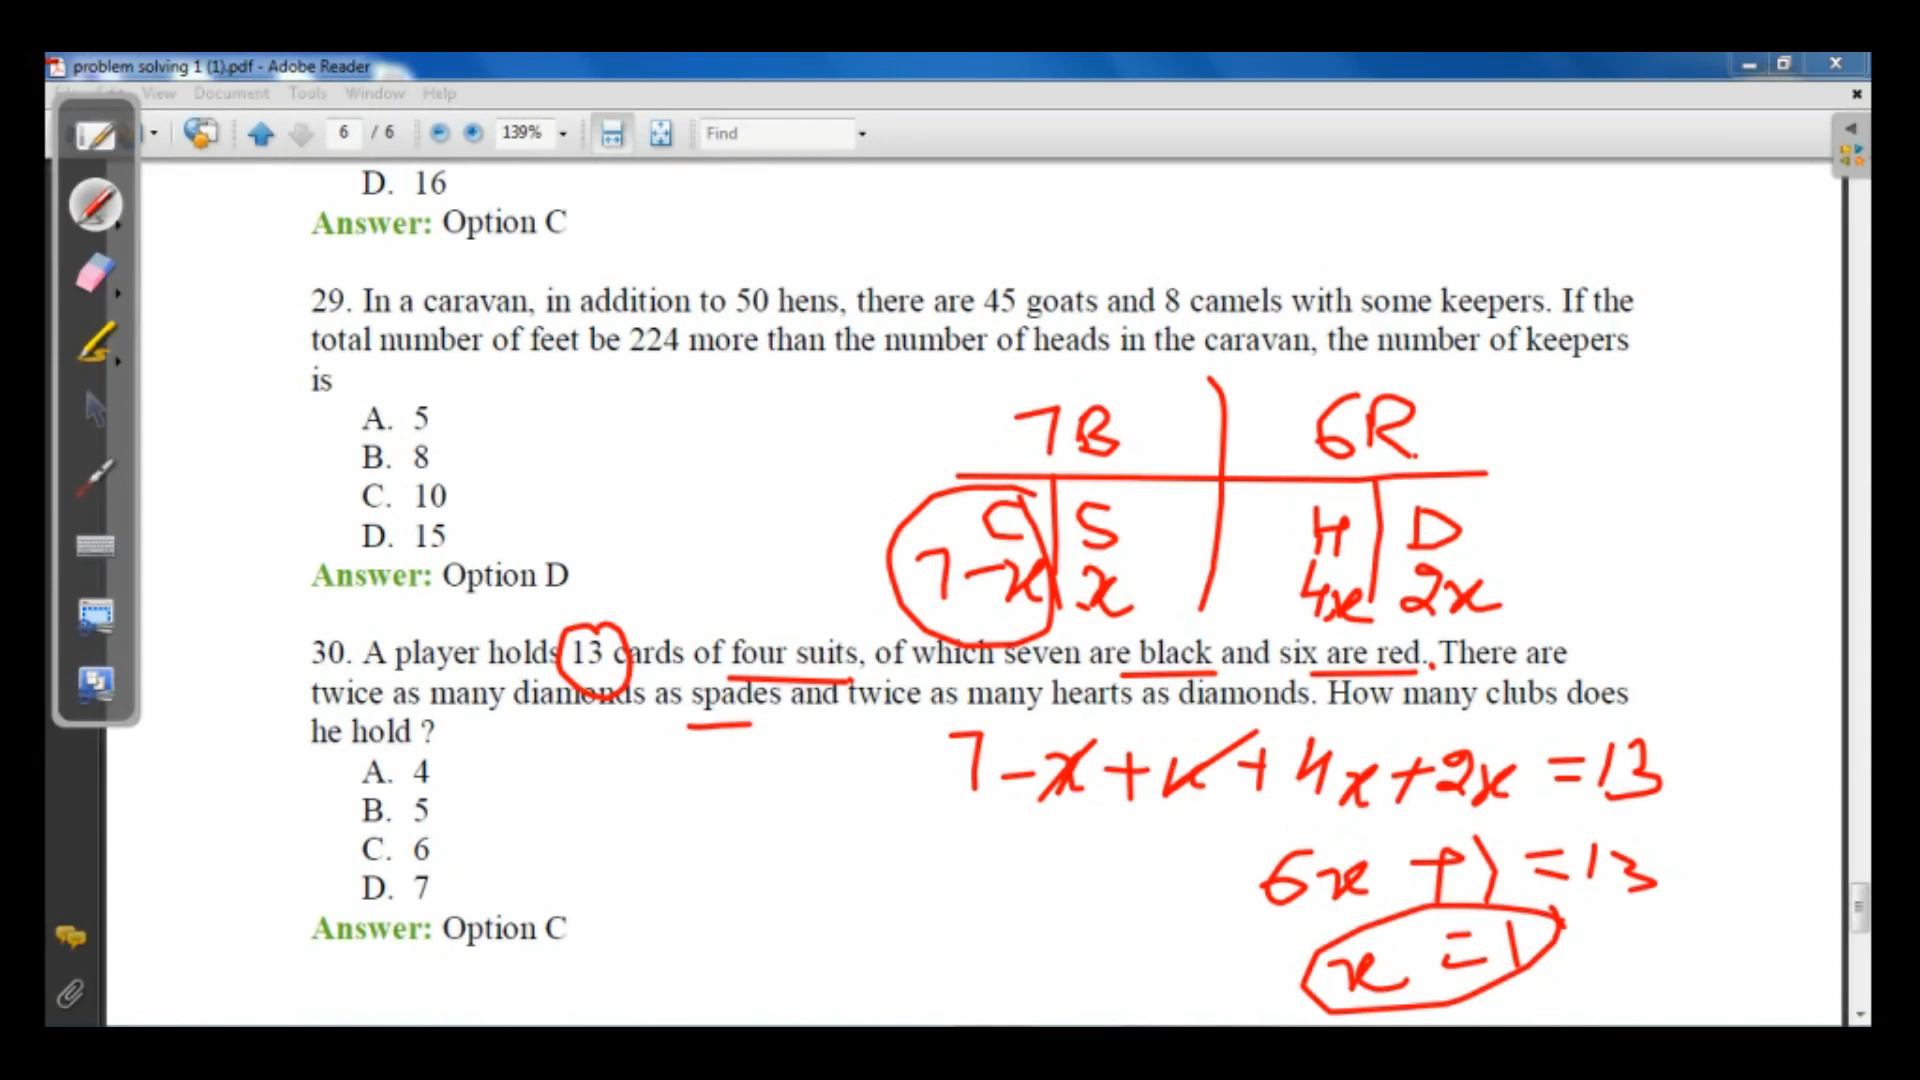 problem solving 1 (1).pdf - Adobe Reader
View Document Tools Window Help
6 / 6 139% Find
D. 16
Answer: Option C
29. In a caravan, in addition to 50 hens, there are 45 goats and 8 camels with some keepers. If the
total number of feet be 224 more than the number of heads in the caravan, the number of keepers
is
A. 5
B. 8
C. 10
D. 15
Answer: Option D
7B 6R
C S H D
7-x x 4x 2x
30. A player holds 13 cards of four suits, of which seven are black and six are red. There are
twice as many diamonds as spades and twice as many hearts as diamonds. How many clubs does
he hold ?
A. 4
B. 5
C. 6
D. 7
Answer: Option C
7-x+x+4x+2x=13
6x+7=13
x=1